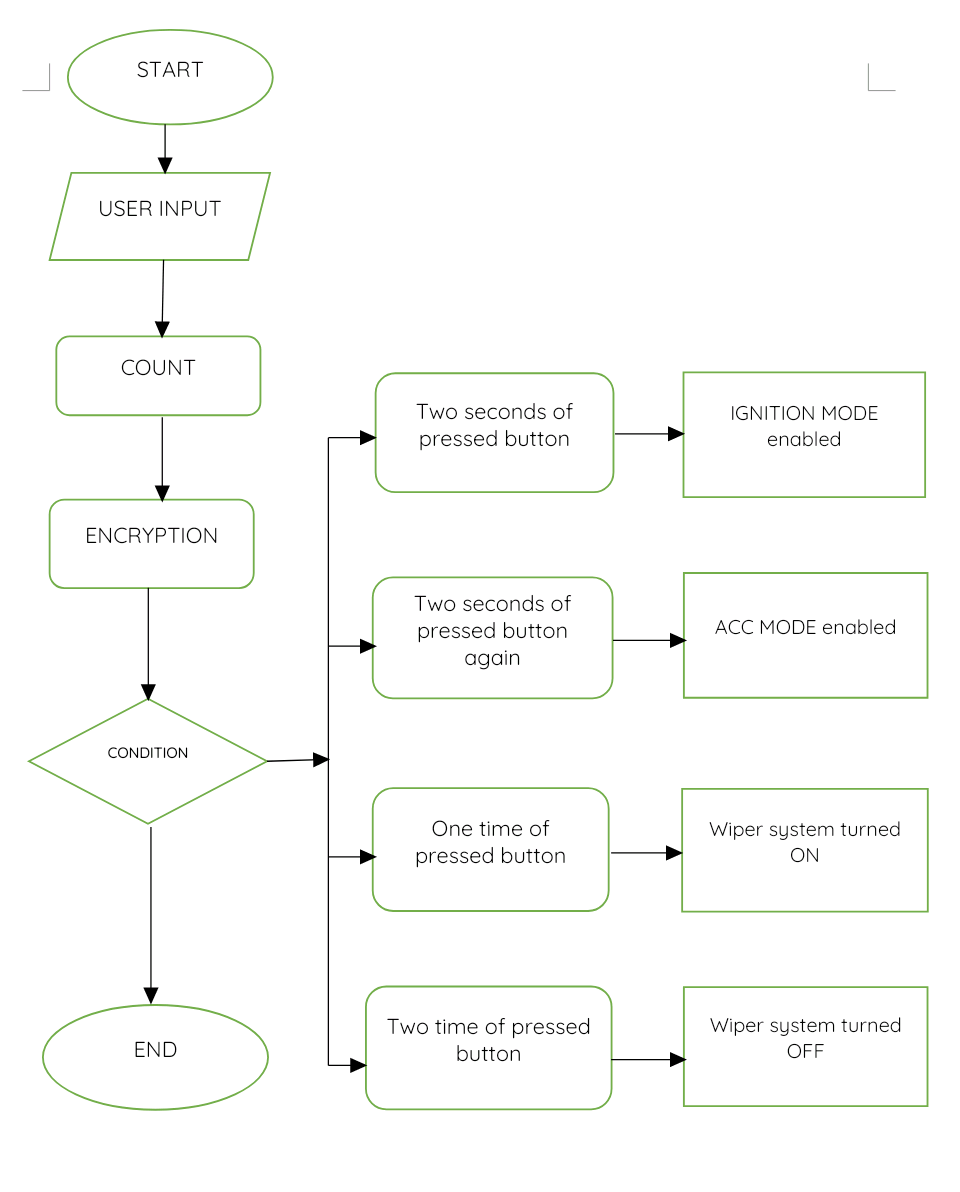 START
USER INPUT
COUNT
ENCRYPTION
CONDITION
END
Two seconds of
pressed button
IGNITION MODE
enabled
Two seconds of
pressed button
again
ACC MODE enabled
One time of
pressed button
Wiper system turned
ON
Two time of pressed
button
Wiper system turned
OFF